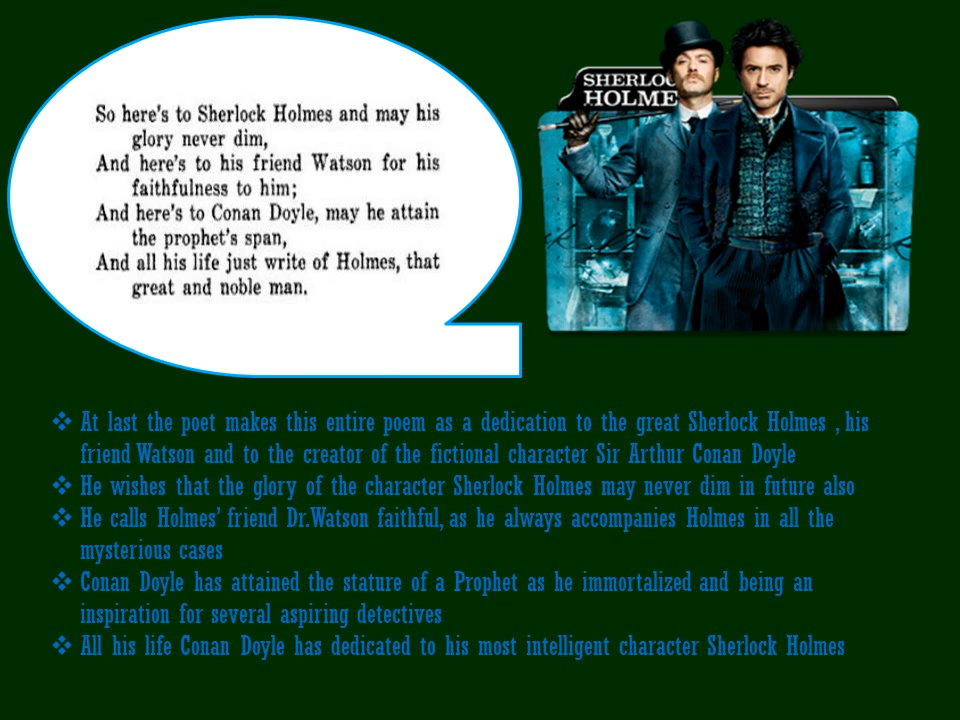 So here's to Sherlock Holmes and may his
glory never dim,
And here's to his friend Watson for his
faithfulness to him;
And here's to Conan Doyle, may he attain
the prophet's span,
And all his life just write of Holmes, that
great and noble man.
SHERLOC
HOLME
❖ At last the poet makes this entire poem as a dedication to the great Sherlock Holmes , his
friend Watson and to the creator of the fictional character Sir Arthur Conan Doyle
❖ He wishes that the glory of the character Sherlock Holmes may never dim in future also
❖ He calls Holmes' friend Dr.Watson faithful, as he always accompanies Holmes in all the
mysterious cases
❖ Conan Doyle has attained the stature of a Prophet as he immortalized and being an
inspiration for several aspiring detectives
❖ All his life Conan Doyle has dedicated to his most intelligent character Sherlock Holmes